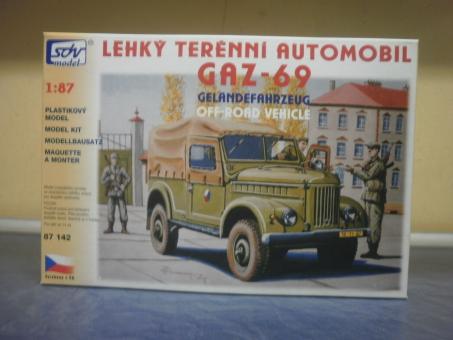 sdv
model
LEHKÝ TERÉNNÍ AUTOMOBIL
GAZ-69
GELÄNDEFAHRZEUG
OFF-ROAD VEHICLE
1:87
PLASTIKOVÝ
MODEL
MODEL KIT
MODELLBAUSATZ
MAQUETTE
A MONTER
87 142